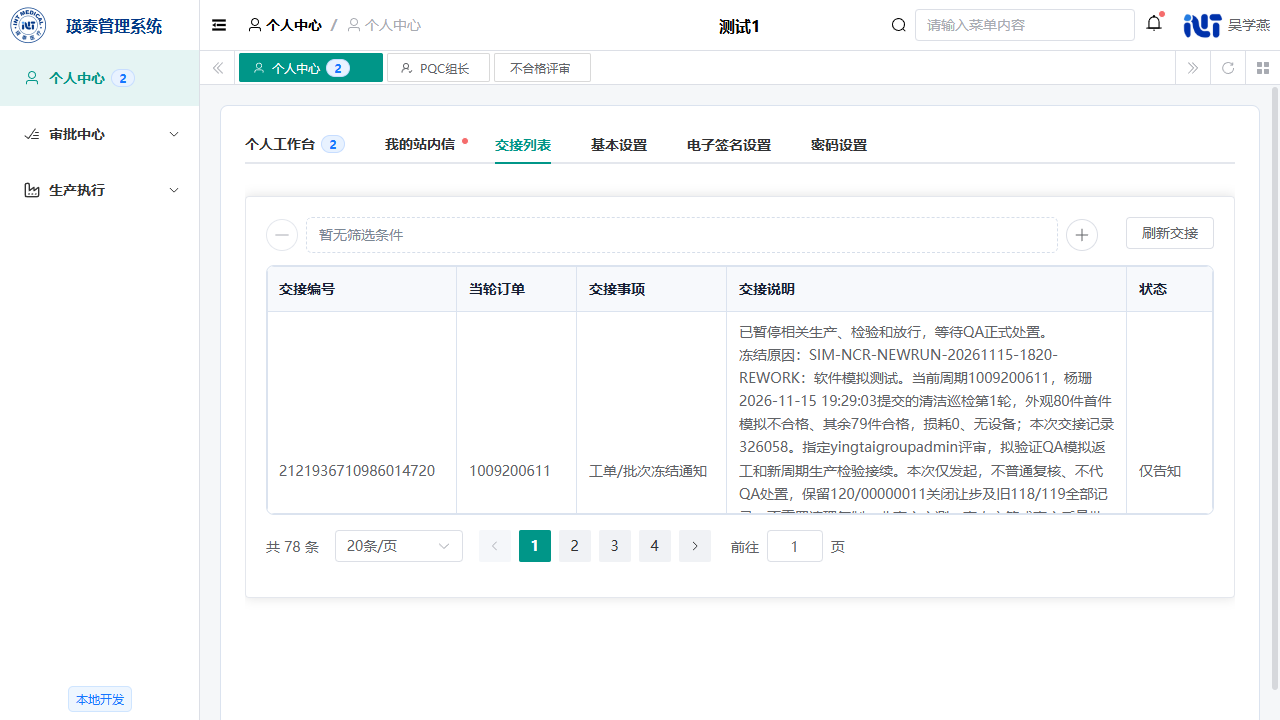 INT MEDICAL
瑛泰管理系统
个人中心 / 个人中心
测试1
请输入菜单内容
吴学燕
个人中心 2
审批中心
生产执行
本地开发
个人中心 2
PQC组长
不合格评审
个人工作台 2
我的站内信
交接列表
基本设置
电子签名设置
密码设置
暂无筛选条件
刷新交接
交接编号 当轮订单 交接事项 交接说明 状态
2121936710986014720
1009200611
工单/批次冻结通知
已暂停相关生产、检验和放行，等待QA正式处置。
冻结原因：SIM-NCR-NEWRUN-20261115-1820-
REWORK：软件模拟测试。当前周期1009200611，杨珊
2026-11-15 19:29:03提交的清洁巡检第1轮，外观80件首件
模拟不合格、其余79件合格，损耗0、无设备；本次交接记录
326058。指定yingtaigroupadmin评审，拟验证QA模拟返
工和新周期生产检验接续。本次仅发起，不普通复核、不代
QA处置，保留120/00000011关闭让步及旧118/119全部记
仅告知
共 78 条
20条/页
1 2 3 4
前往 1 页